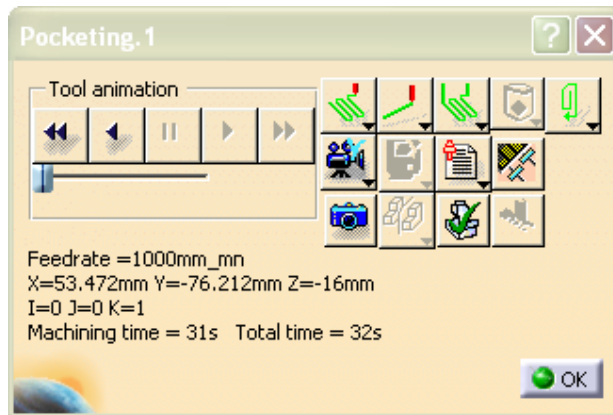 Pocketing.1
Tool animation
Feedrate =1000mm_mn
X=53.472mm Y=-76.212mm Z=-16mm
I=0 J=0 K=1
Machining time = 31s Total time = 32s
OK